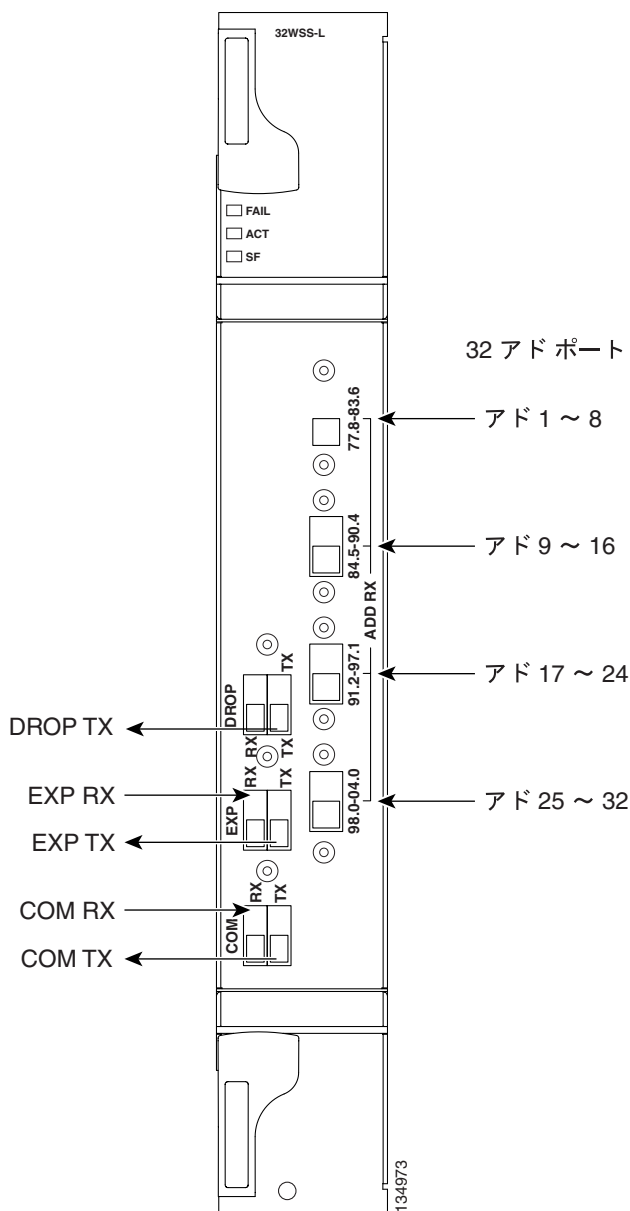 32WSS-L
FAIL
ACT
SF
32 アド ポート
77.8-83.6
アド 1 ～ 8
84.5-90.4
アド 9 ～ 16
ADD RX
91.2-97.1
アド 17 ～ 24
98.0-04.0
アド 25 ～ 32
TX
DROP
DROP TX
RX
TX
RX
TX
EXP RX
EXP
EXP TX
RX
TX
COM RX
COM
COM TX
134973